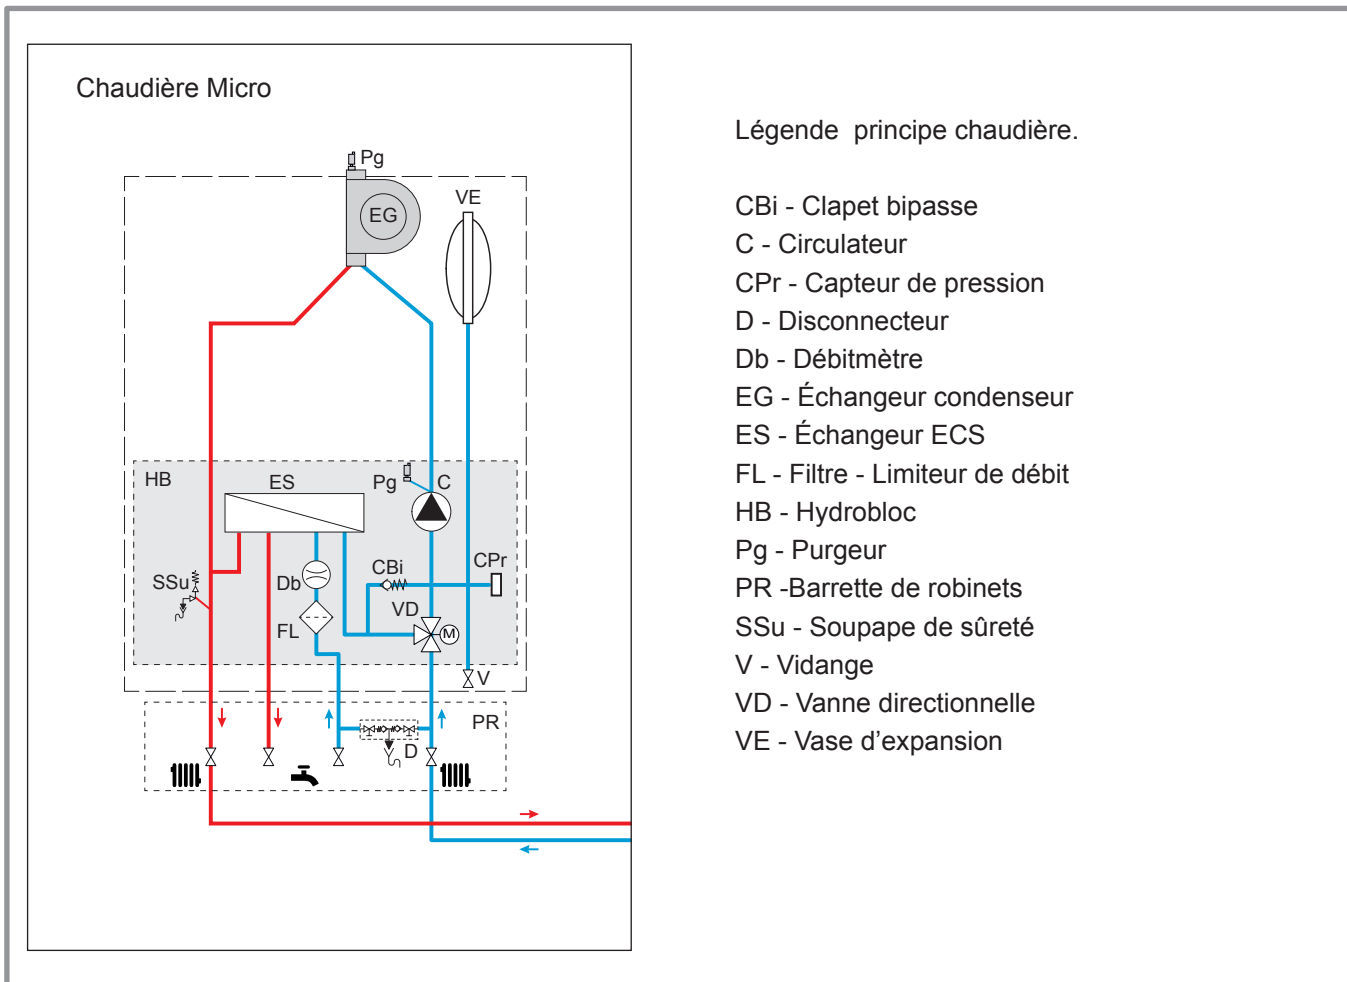 Chaudière Micro
Pg
EG
VE
HB
ES
Pg
C
SSu
Db
CBi
CPr
VD
M
FL
V
PR
D
Légende principe chaudière.
CBi - Clapet bipasse
C - Circulateur
CPr - Capteur de pression
D - Disconnecteur
Db - Débitmètre
EG - Échangeur condenseur
ES - Échangeur ECS
FL - Filtre - Limiteur de débit
HB - Hydrobloc
Pg - Purgeur
PR -Barrette de robinets
SSu - Soupape de sûreté
V - Vidange
VD - Vanne directionnelle
VE - Vase d’expansion